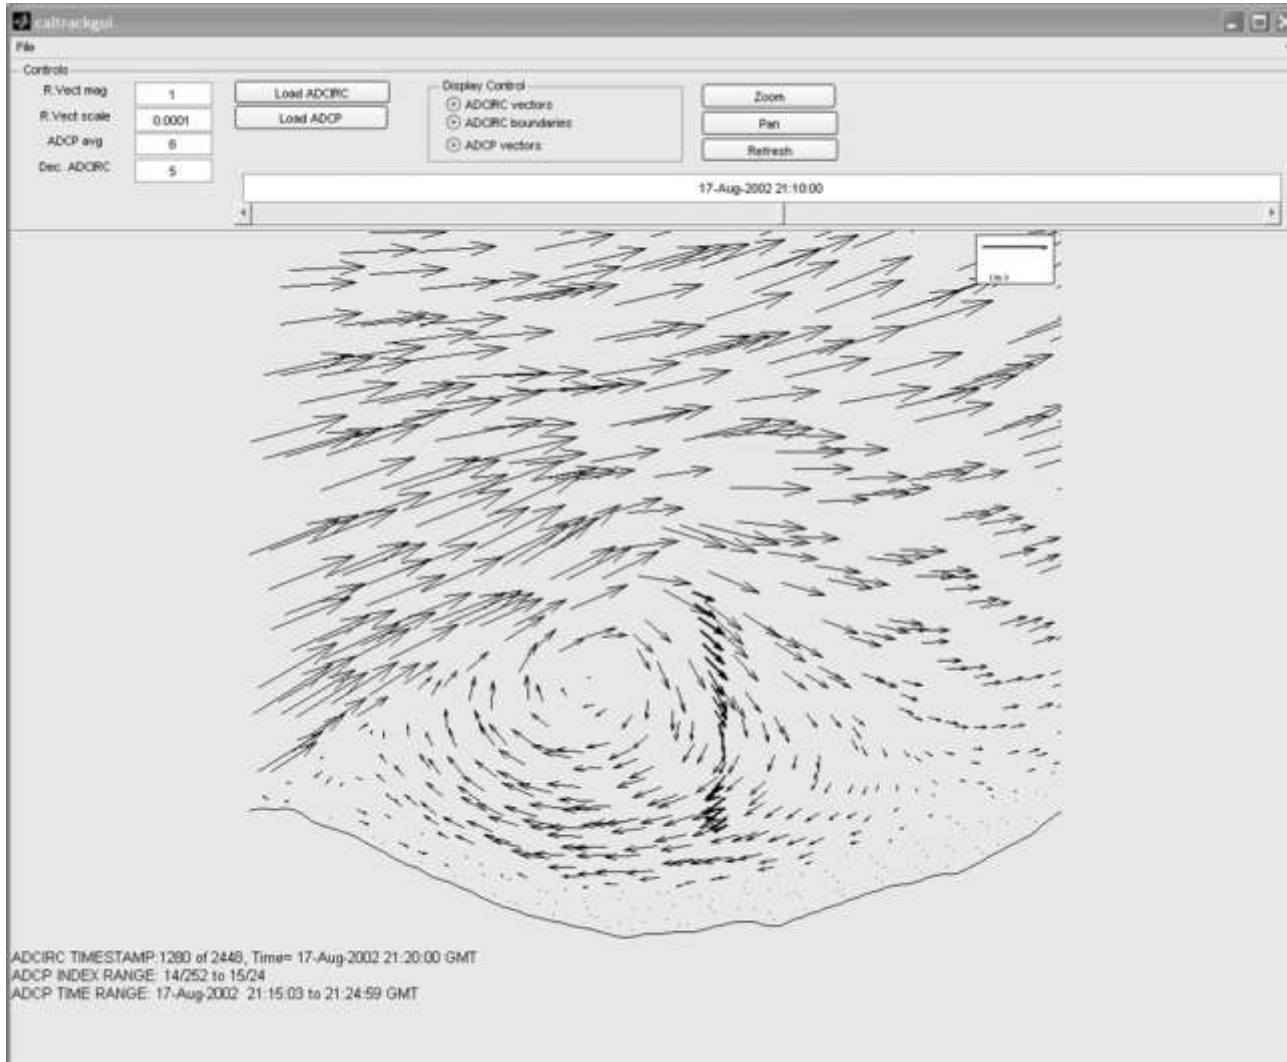 caltrackgui
File
Controls
R.Vect mag 1
R.Vect scale 0.0001
ADCP avg 6
Dec. ADCIRC 5
Load ADCIRC
Load ADCP
Display Control
ADCIRC vectors
ADCIRC boundaries
ADCP vectors
Zoom
Pan
Refresh
17-Aug-2002 21:10:00
ADCIRC TIMESTAMP:1280 of 2448, Time= 17-Aug-2002 21:20:00 GMT
ADCP INDEX RANGE: 14/252 to 15/24
ADCP TIME RANGE: 17-Aug-2002 21:15:03 to 21:24:59 GMT